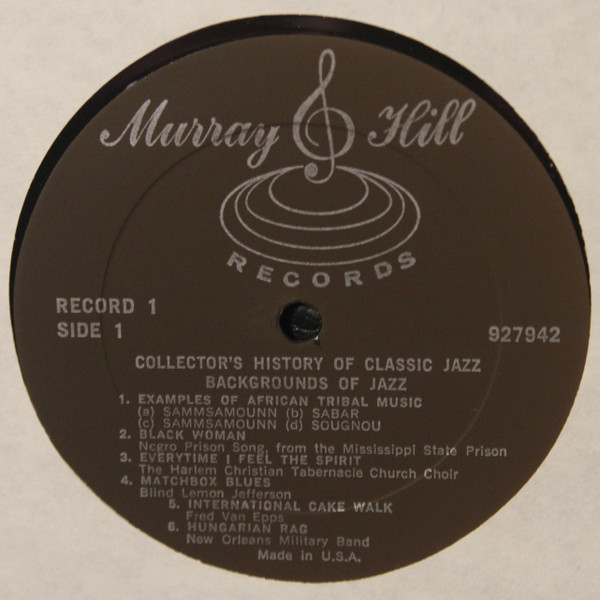 Murray Hill
RECORDS
RECORD 1
SIDE 1
927942
COLLECTOR'S HISTORY OF CLASSIC JAZZ
BACKGROUNDS OF JAZZ
1. EXAMPLES OF AFRICAN TRIBAL MUSIC
(a) SAMMSAMOUNN (b) SABAR
(c) SAMMSAMOUNN (d) SOUGNOU
2. BLACK WOMAN
Negro Prison Song, from the Mississippi State Prison
3. EVERYTIME I FEEL THE SPIRIT
The Harlem Christian Tabernacle Church Choir
4. MATCHBOX BLUES
Blind Lemon Jefferson
5. INTERNATIONAL CAKE WALK
Fred Van Epps
6. HUNGARIAN RAG
New Orleans Military Band
Made in U.S.A.